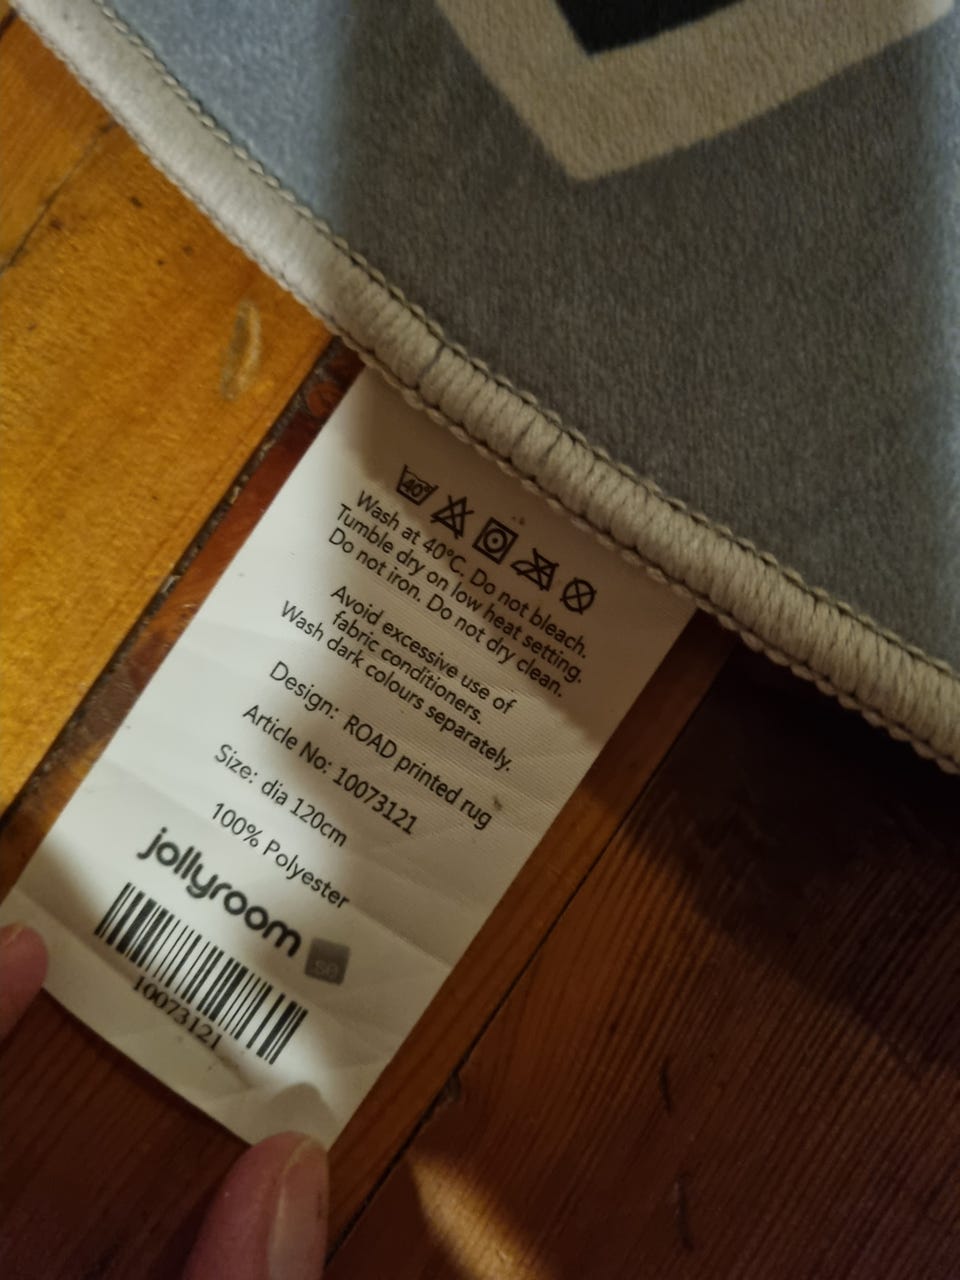 40°
Wash at 40°C. Do not bleach.
Tumble dry on low heat setting.
Do not iron. Do not dry clean.
Avoid excessive use of
fabric conditioners.
Wash dark colours separately.
Design: ROAD printed rug
Article No: 10073121
Size: dia 120cm
100% Polyester
jollyroom .se
10073121